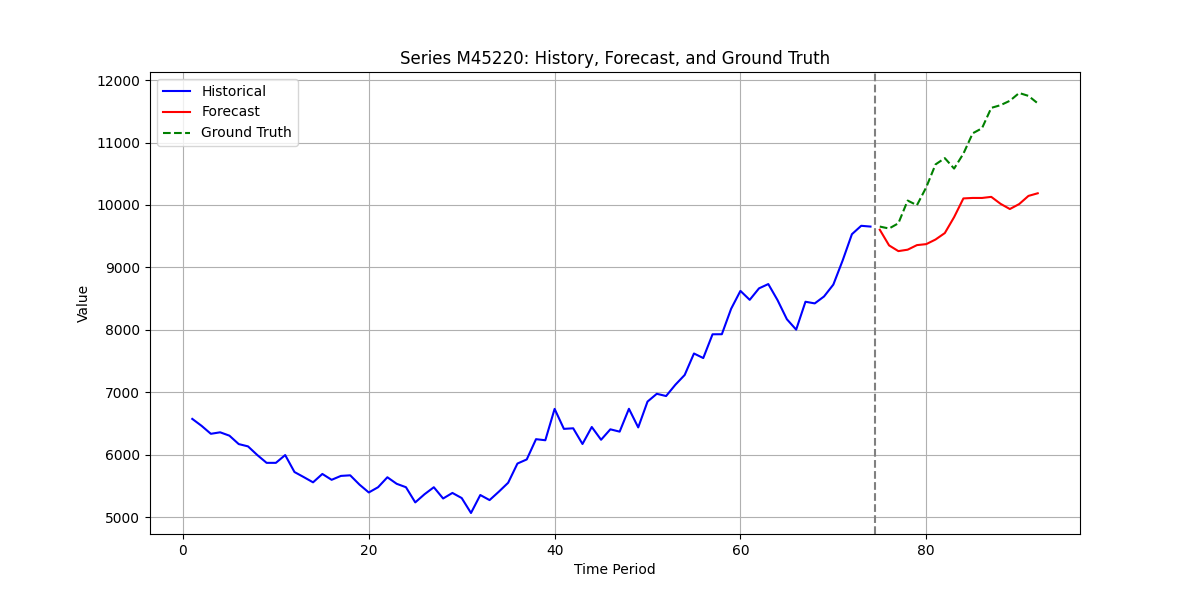 Series M45220: History, Forecast, and Ground Truth
Historical
Forecast
Ground Truth
12000
11000
10000
9000
8000
7000
6000
5000
Value
0 20 40 60 80
Time Period